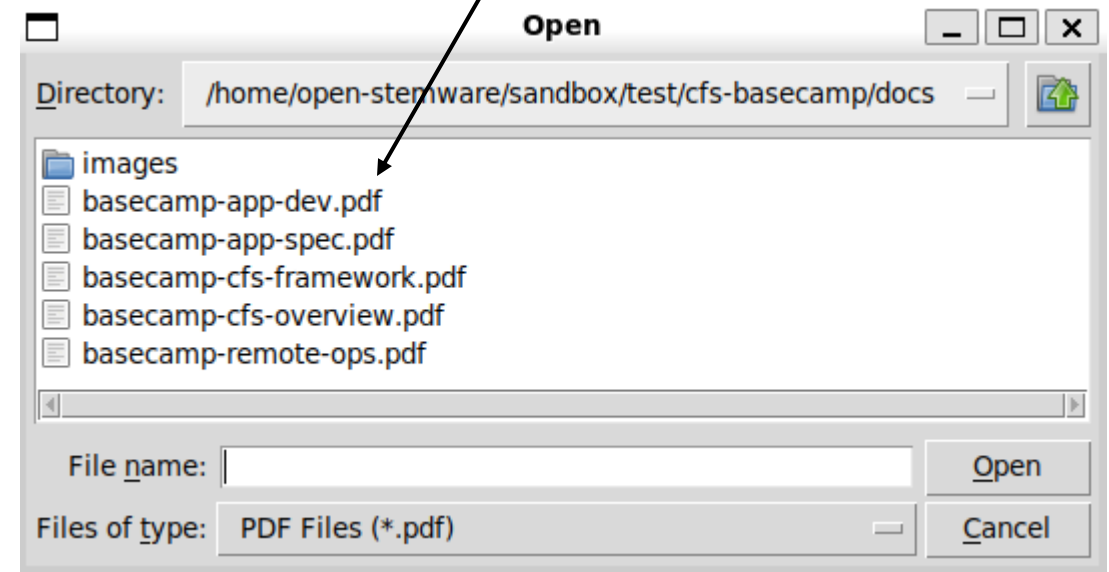 Open
Directory: /home/open-stemware/sandbox/test/cfs-basecamp/docs
images
basecamp-app-dev.pdf
basecamp-app-spec.pdf
basecamp-cfs-framework.pdf
basecamp-cfs-overview.pdf
basecamp-remote-ops.pdf
File name: Open
Files of type: PDF Files (*.pdf) Cancel